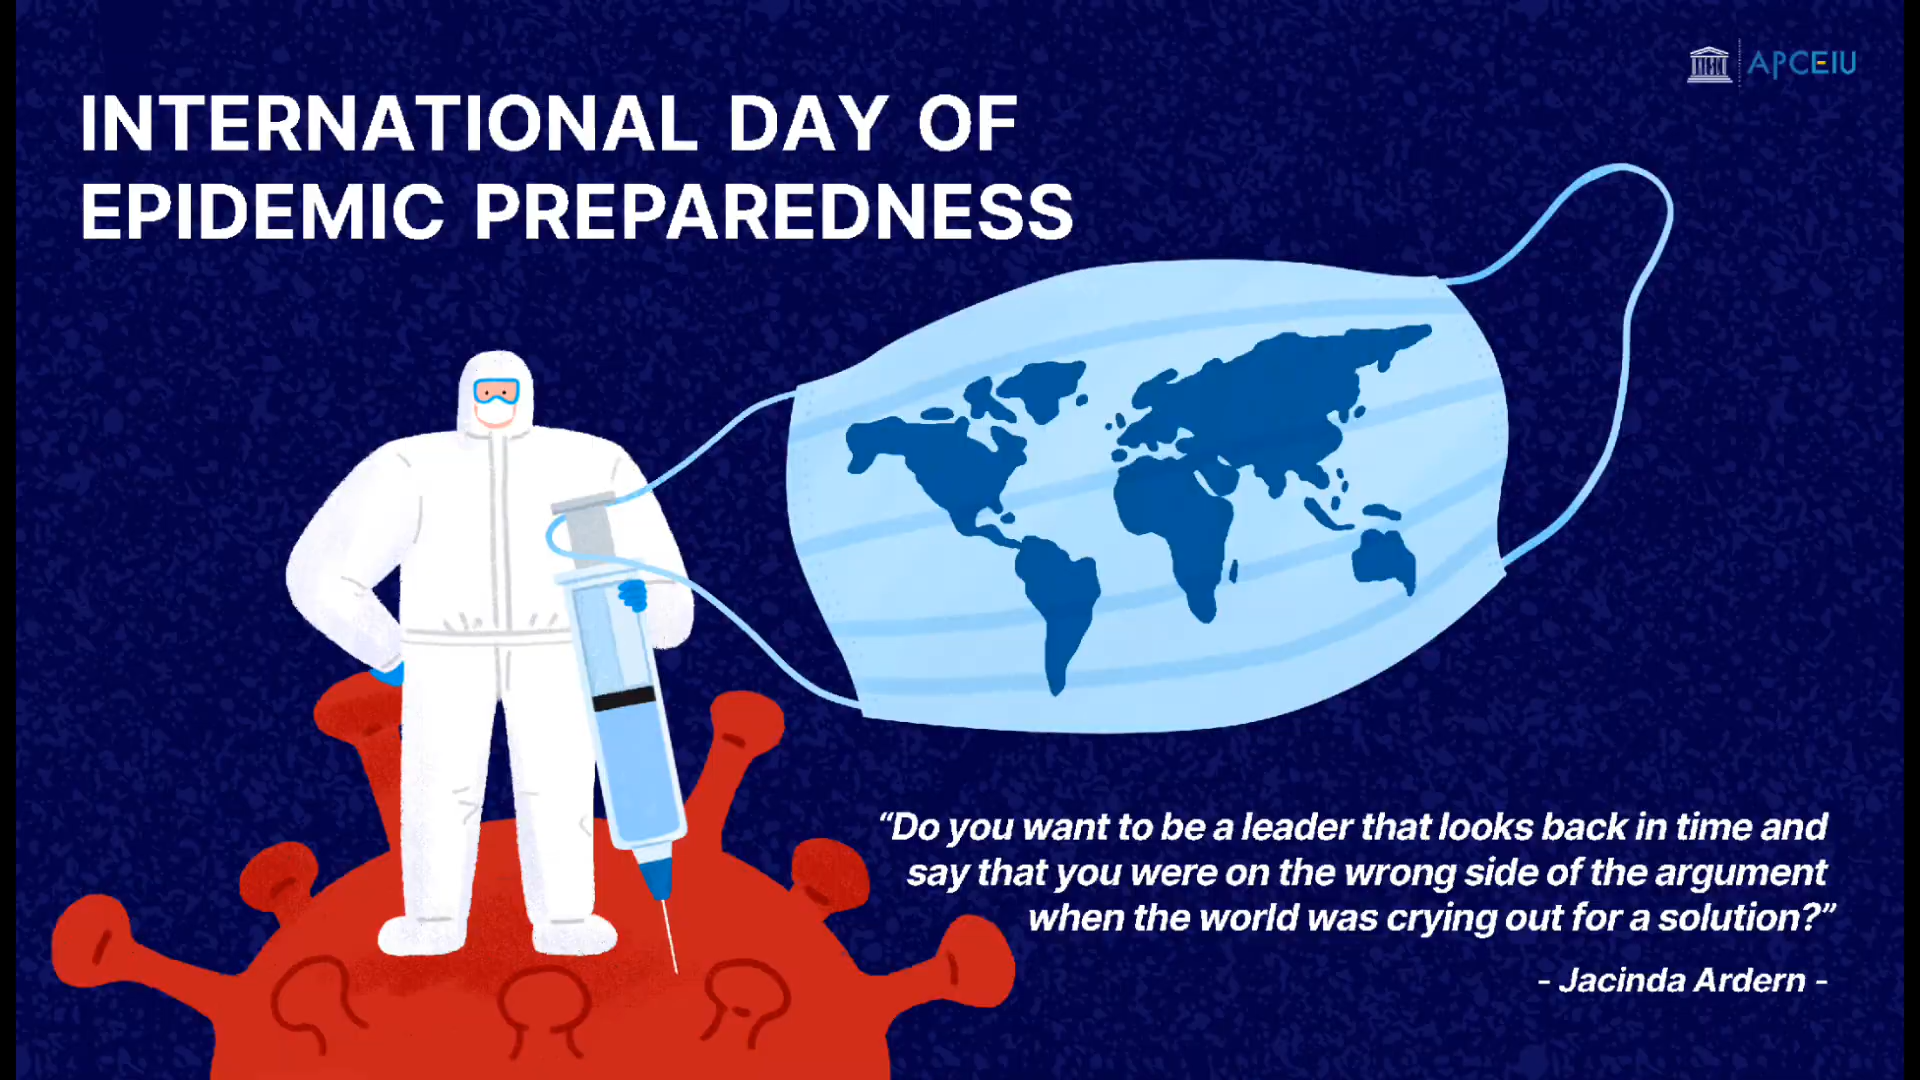 UNESCO
APCEIU
INTERNATIONAL DAY OF
EPIDEMIC PREPAREDNESS
“Do you want to be a leader that looks back in time and
say that you were on the wrong side of the argument
when the world was crying out for a solution?”
- Jacinda Ardern -